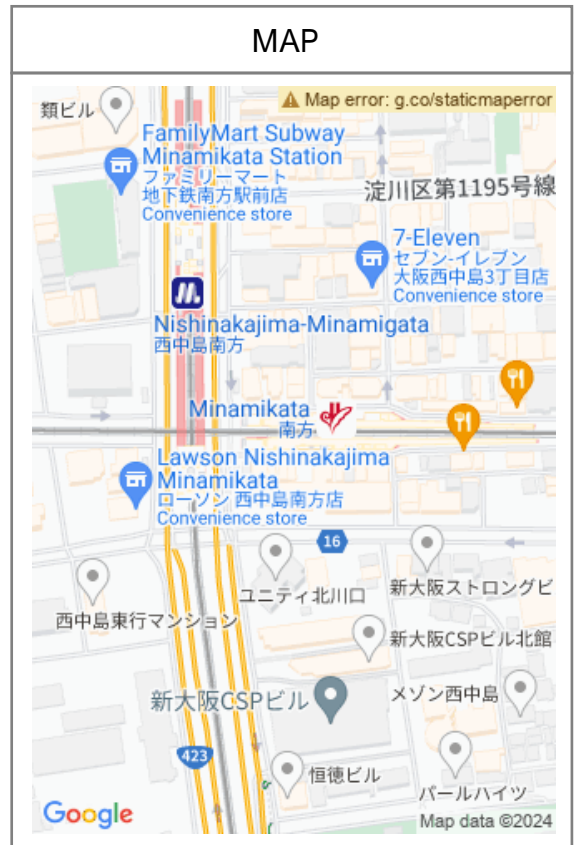 MAP
Map error: g.co/staticmaperror
類ビル
FamilyMart Subway
Minamikata Station
ファミリーマート
地下鉄南方駅前店
Convenience store
淀川区第1195号線
7-Eleven
セブン-イレブン
大阪西中島3丁目店
Convenience store
Nishinakajima-Minamigata
西中島南方
Minamikata
南方
Lawson Nishinakajima
Minamikata
ローソン 西中島南方店
Convenience store
16
ユニティ北川口
新大阪ストロングビ
西中島東行マンション
新大阪CSPビル北館
新大阪CSPビル
メゾン西中島
423
恒徳ビル
パールハイツ
Google
Map data ©2024